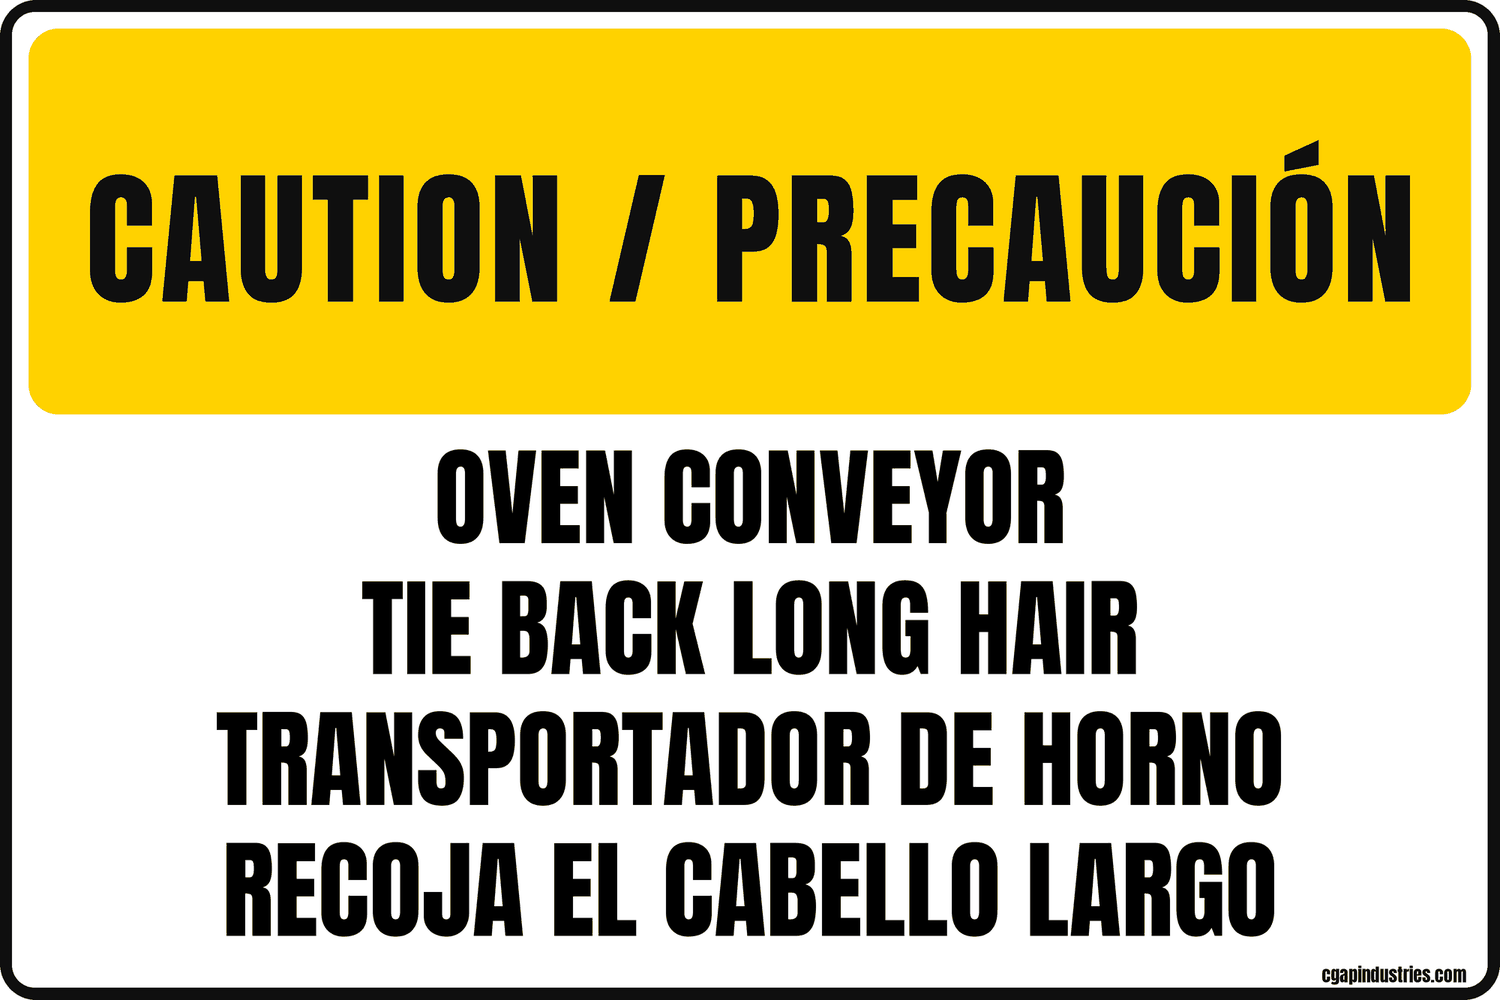 CAUTION / PRECAUCIÓN
OVEN CONVEYOR
TIE BACK LONG HAIR
TRANSPORTADOR DE HORNO
RECOJA EL CABELLO LARGO
cgapindustries.com